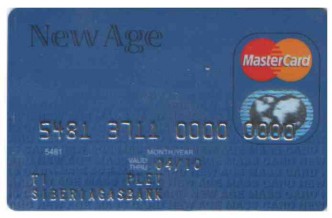 New Age
MasterCard
5481 3711 0000 0000
5481
MONTH/YEAR
VALID
THRU 04/10
SIBERIAGASBANK